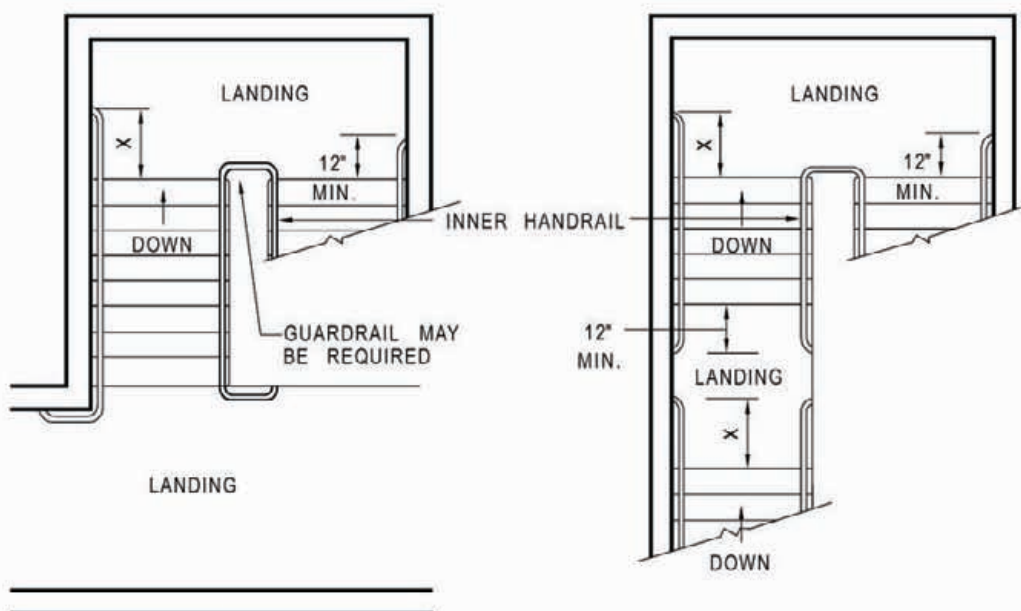 LANDING
X
12"
MIN.
DOWN
GUARDRAIL MAY
BE REQUIRED
LANDING
INNER HANDRAIL
LANDING
X
12"
MIN.
DOWN
12"
MIN.
LANDING
X
DOWN